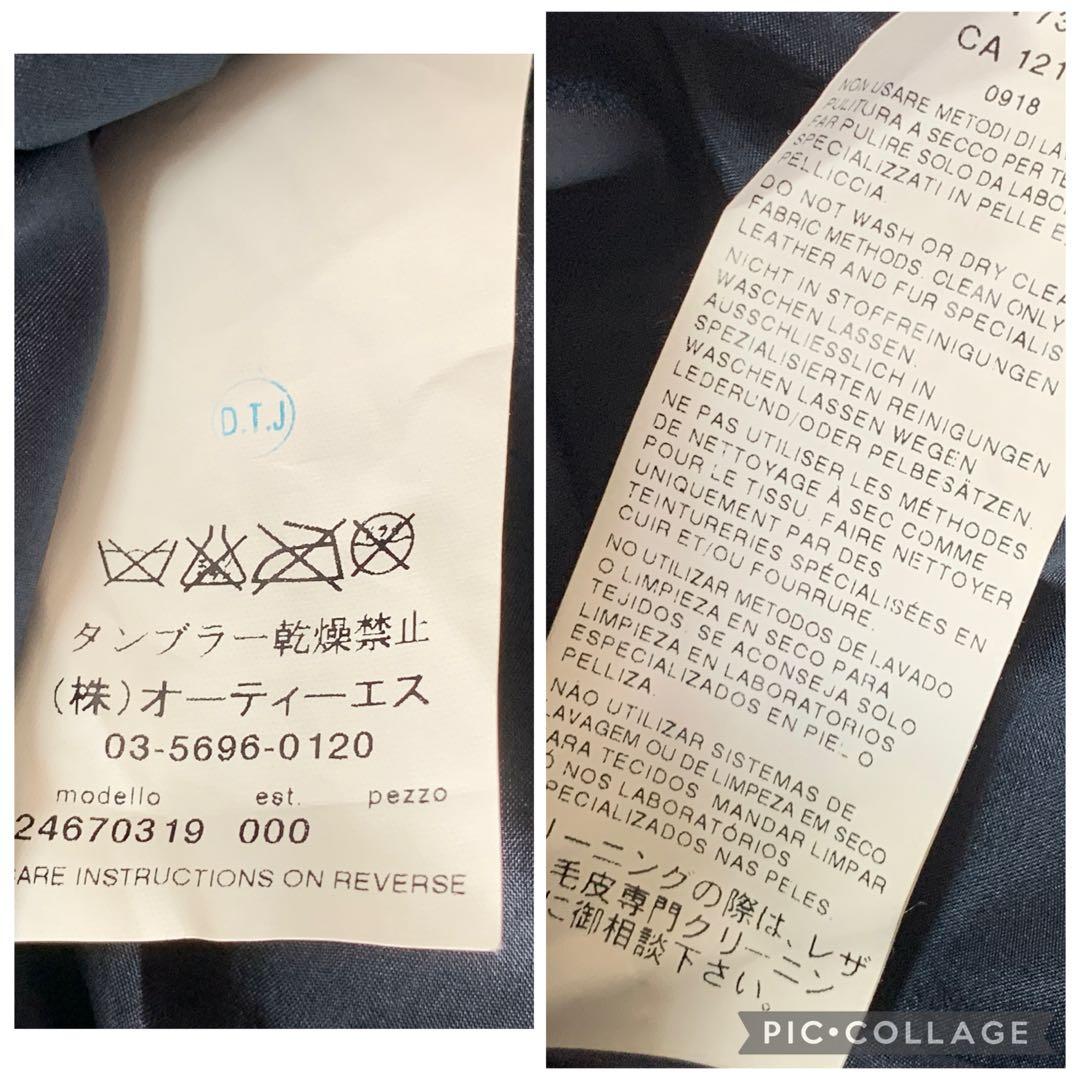 D.T.J
タンブラー乾燥禁止
(株)オーティーエス
03-5696-0120
modello est. pezzo
24670319 000
ARE INSTRUCTIONS ON REVERSE
CA 121
0918
NON USARE METODI DI LA
PULITURA A SECCO PER TE
FAR PULIRE SOLO DA LABO
SPECIALIZZATI IN PELLE E
PELLICCIA.
DO NOT WASH OR DRY CLEA
FABRIC METHODS. CLEAN ONLY
LEATHER AND FUR SPECIALIS
NICHT IN STOFFREINIGUNGEN
WASCHEN LASSEN.
AUSSCHLIESSLICH IN
SPEZIALISIERTEN REINIGUNGEN
WASCHEN LASSEN WEGEN
LEDERUND/ODER PELBESÄTZEN.
NE PAS UTILISER LES MÉTHODES
DE NETTOYAGE À SEC COMME
POUR LE TISSU. FAIRE NETTOYER
UNIQUEMENT PAR DES
TEINTURERIES SPÉCIALISÉES EN
CUIR ET/OU FOURRURE.
NO UTILIZAR METODOS DE LAVADO
O LIMPIEZA EN SECO PARA
TEJIDOS. SE ACONSEJA SOLO
LIMPIEZA EN LABORATORIOS
ESPECIALIZADOS EN PIEL O
PELLIZA.
NÃO UTILIZAR SISTEMAS DE
LAVAGEM OU DE LIMPEZA EM SECO
ARA TECIDOS. MANDAR LIMPAR
Ó NOS LABORATÓRIOS
PECIALIZADOS NAS PELES.
ーニングの際は、レザ
毛皮専門クリーニン
に御相談下さい。
PIC•COLLAGE